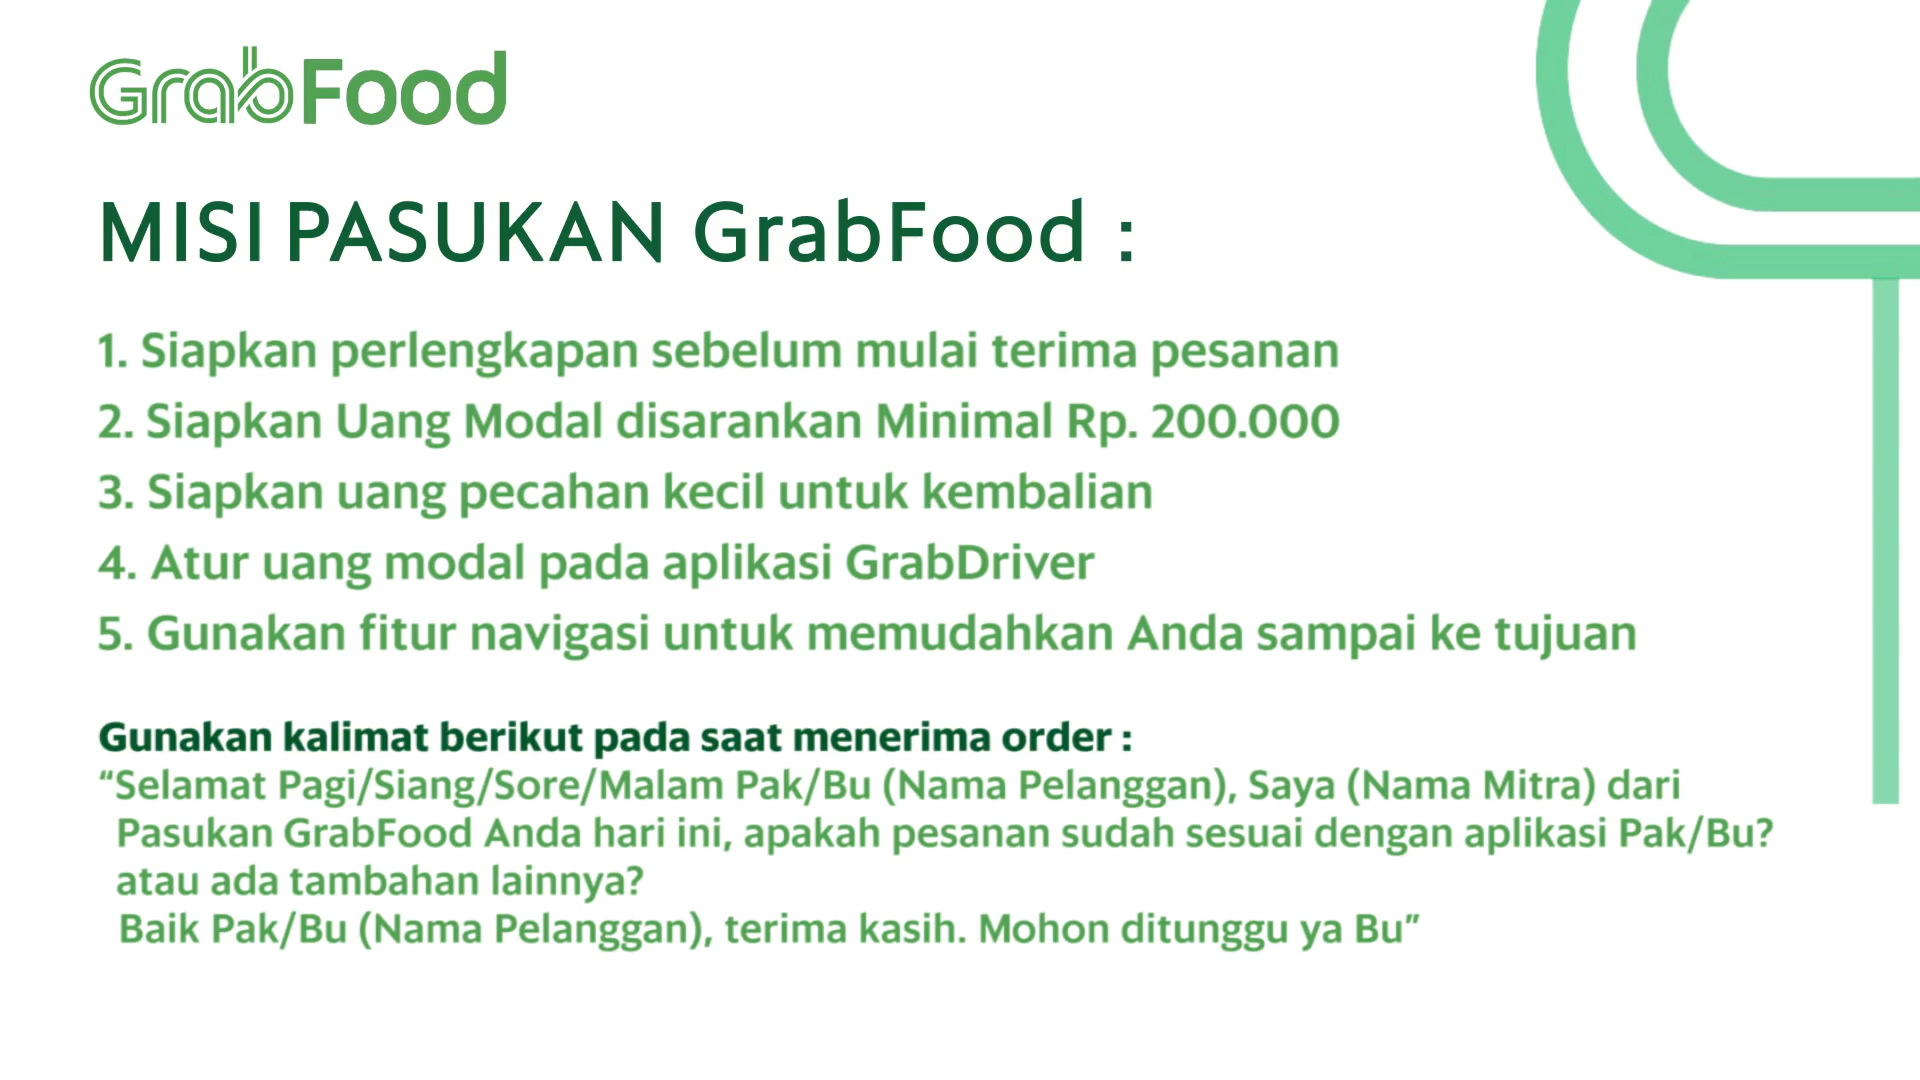 GrabFood
MISI PASUKAN GrabFood :
1. Siapkan perlengkapan sebelum mulai terima pesanan
2. Siapkan Uang Modal disarankan Minimal Rp. 200.000
3. Siapkan uang pecahan kecil untuk kembalian
4. Atur uang modal pada aplikasi GrabDriver
5. Gunakan fitur navigasi untuk memudahkan Anda sampai ke tujuan
Gunakan kalimat berikut pada saat menerima order :
“Selamat Pagi/Siang/Sore/Malam Pak/Bu (Nama Pelanggan), Saya (Nama Mitra) dari
Pasukan GrabFood Anda hari ini, apakah pesanan sudah sesuai dengan aplikasi Pak/Bu?
atau ada tambahan lainnya?
Baik Pak/Bu (Nama Pelanggan), terima kasih. Mohon ditunggu ya Bu”